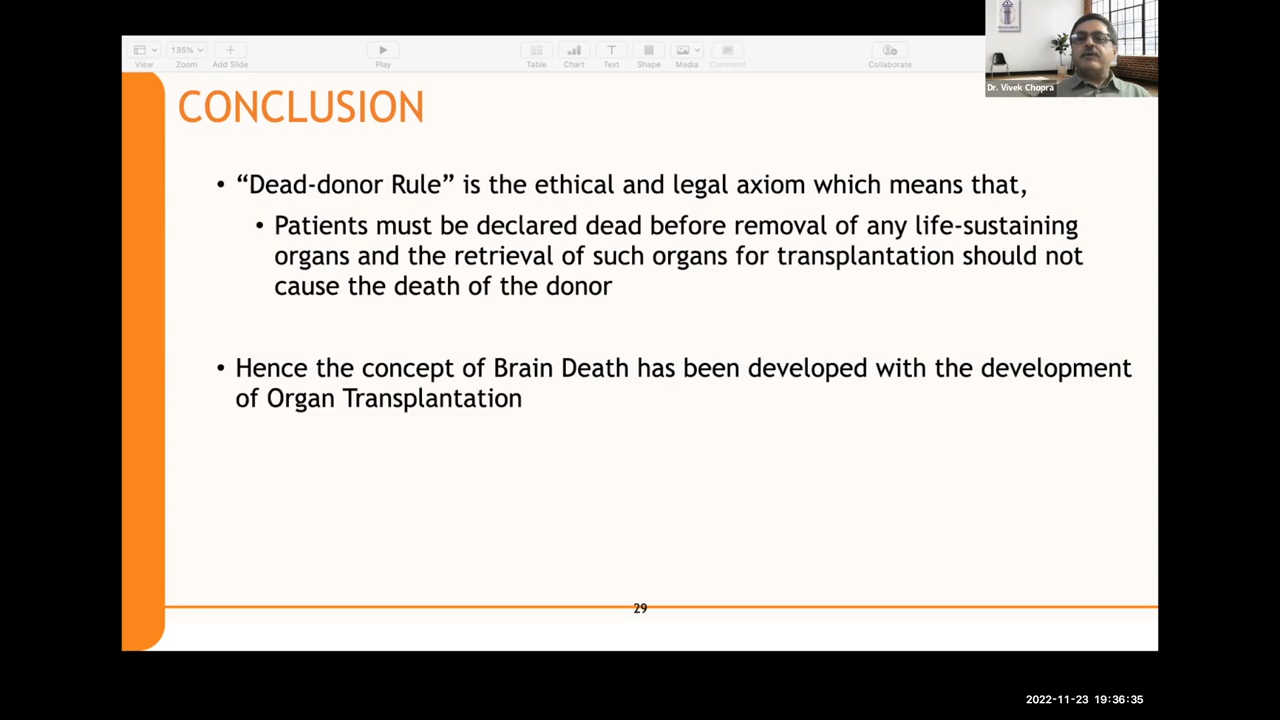 View
135%
Zoom
Add Slide
Play
Table
Chart
Text
Shape
Media
Comment
Collaborate
Dr. Vivek Chopra
CONCLUSION
• “Dead-donor Rule” is the ethical and legal axiom which means that,
• Patients must be declared dead before removal of any life-sustaining
organs and the retrieval of such organs for transplantation should not
cause the death of the donor
• Hence the concept of Brain Death has been developed with the development
of Organ Transplantation
29
2022-11-23 19:36:35